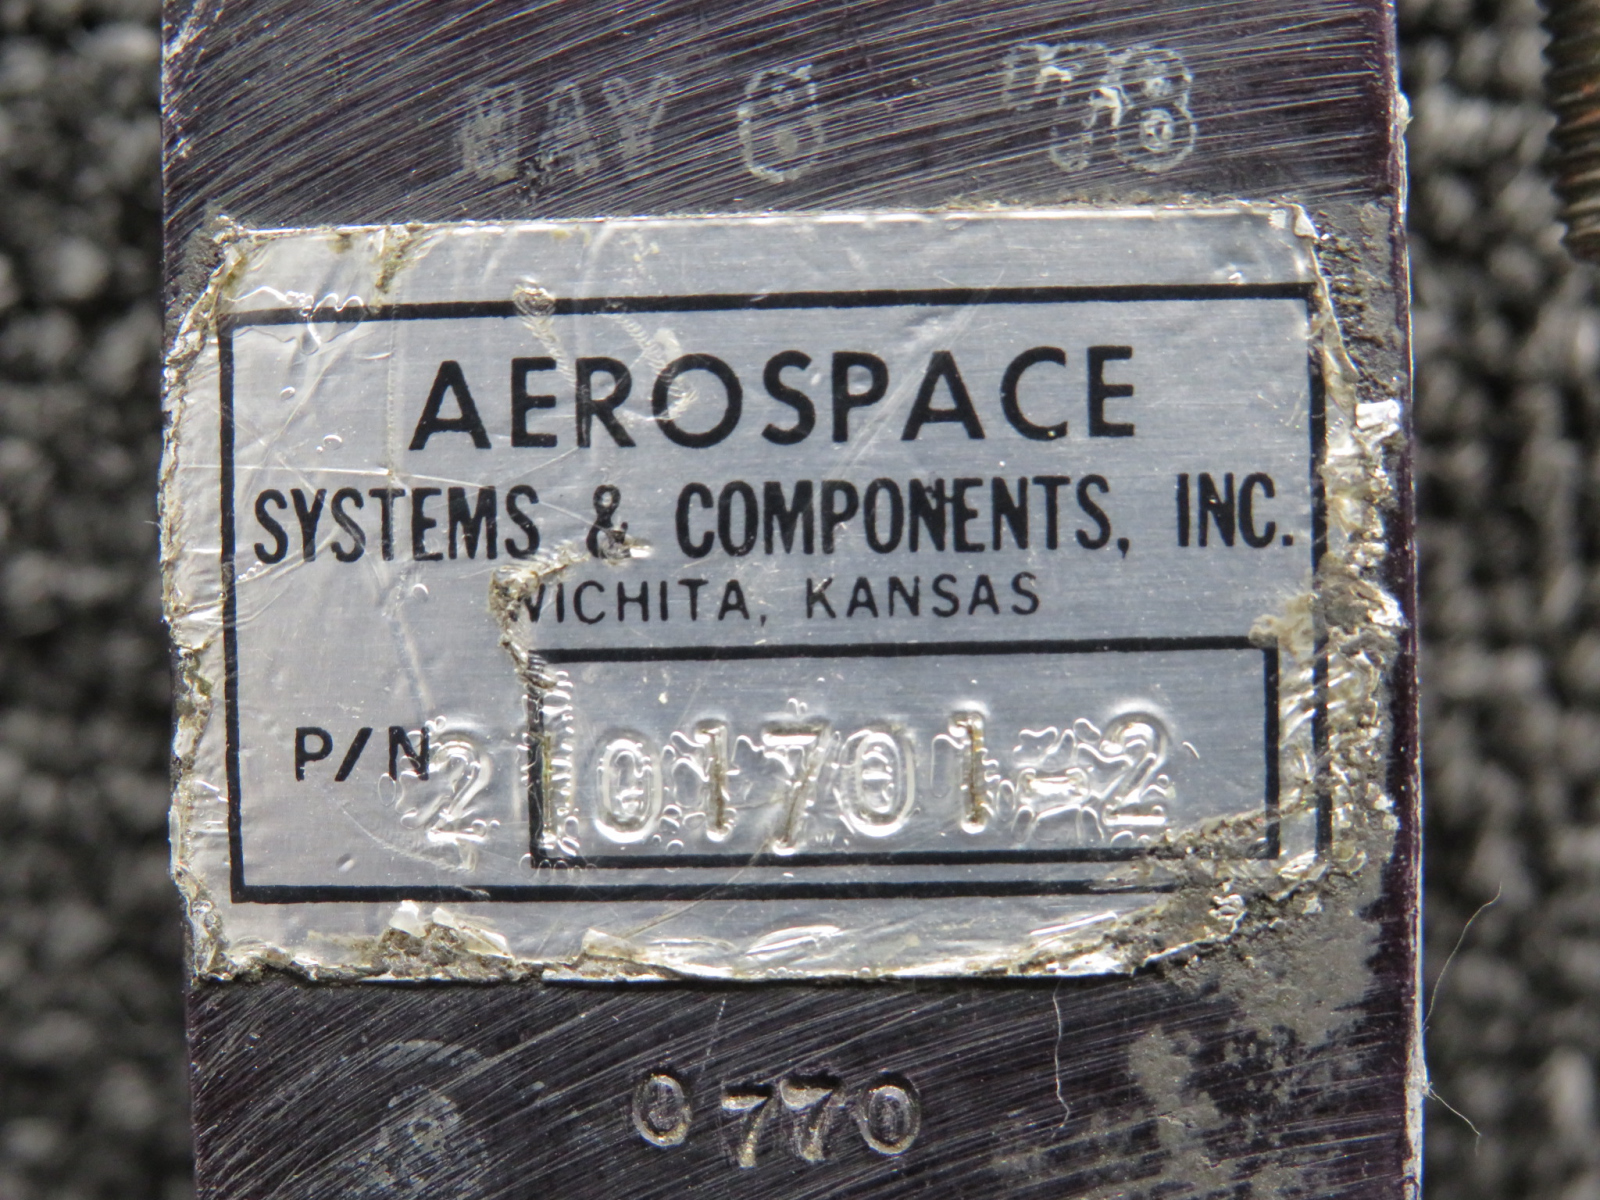 MAY 6 '78
AEROSPACE
SYSTEMS & COMPONENTS, INC.
WICHITA, KANSAS
P/N 2101701-2
0770